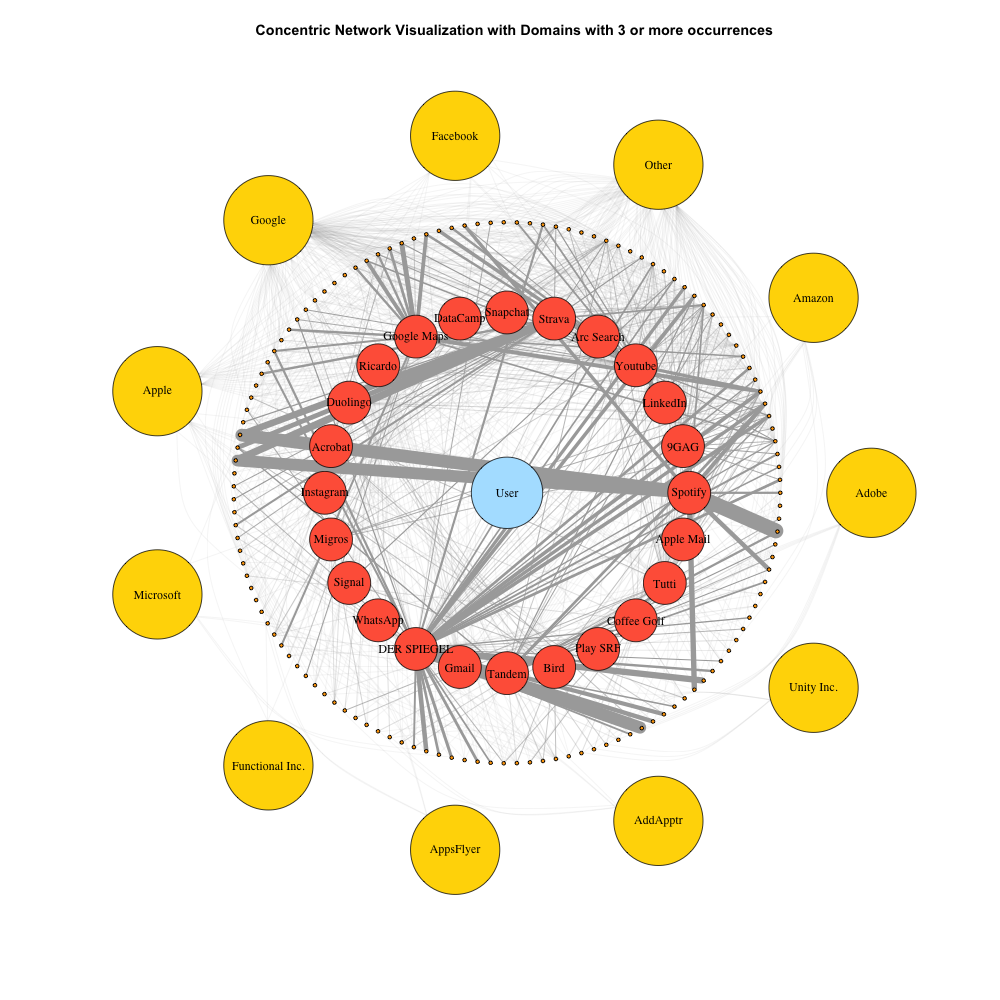 Concentric Network Visualization with Domains with 3 or more occurrences
Facebook
Other
Google
Amazon
Snapchat
DataCamp
Strava
Google Maps
Arc Search
Ricardo
Youtube
Apple
Duolingo
LinkedIn
Acrobat
9GAG
User
Instagram
Spotify
Adobe
Migros
Apple Mail
Signal
Tutti
Microsoft
WhatsApp
Coffee Golf
DER SPIEGEL
Play SRF
Gmail
Tandem
Bird
Unity Inc.
Functional Inc.
AddApptr
AppsFlyer